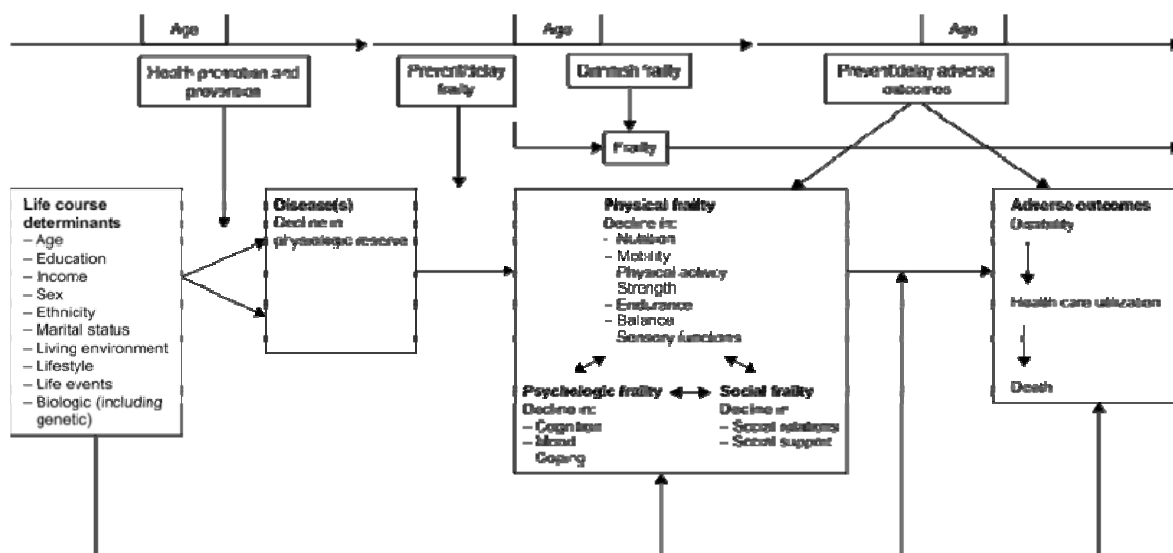 Age
Age
Age
Health promotion and
prevention
Prevent/delay
frailty
Diminish frailty
Prevent/delay adverse
outcomes
Frailty
Life course
determinants
– Age
– Education
– Income
– Sex
– Ethnicity
– Marital status
– Living environment
– Lifestyle
– Life events
– Biologic (including
genetic)
Disease(s)
Decline in
physiologic reserve
Physical frailty
Decline in:
- Nutrition
– Mobility
Physical activity
Strength
– Endurance
– Balance
Sensory functions
Psychologic frailty
Decline in:
– Cognition
– Mood
Coping
Social frailty
Decline in
– Social relations
– Social support
Adverse outcomes
Disability
Health care utilization
Death